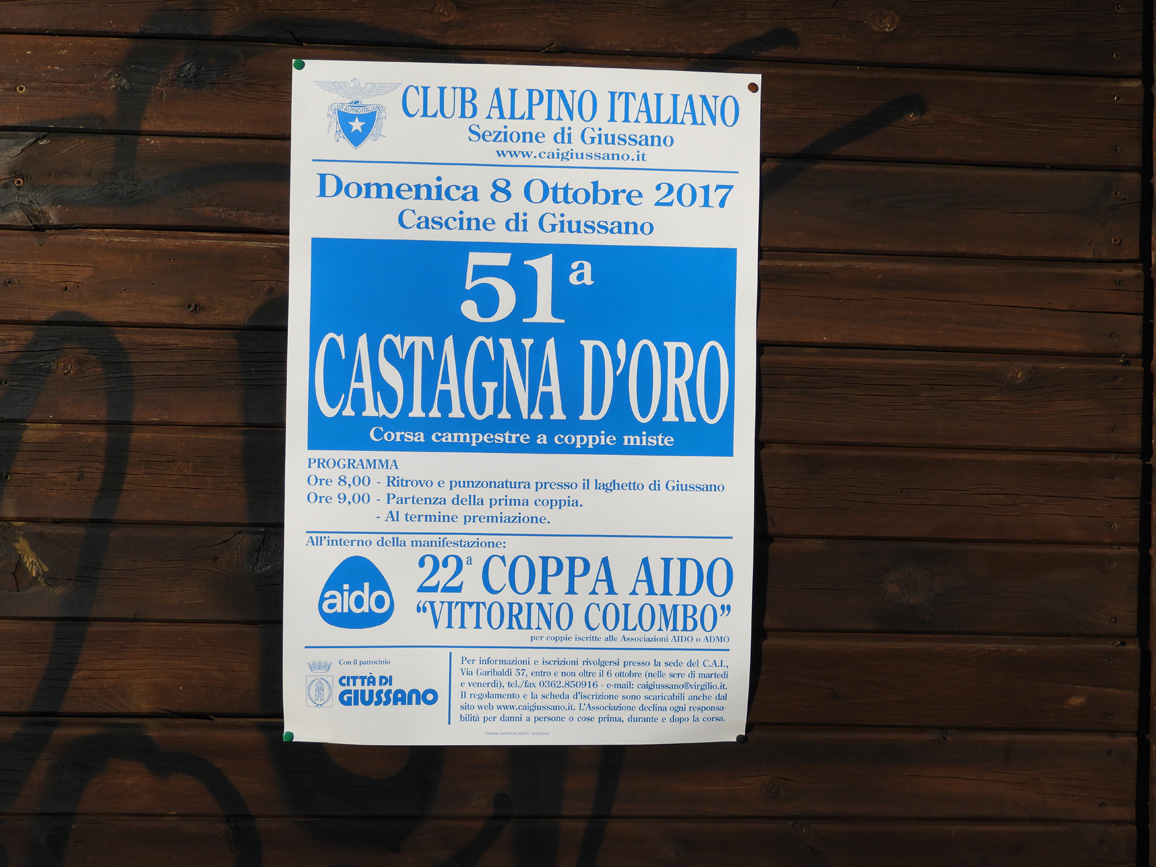 CLUB ALPINO ITALIANO
CLUB ALPINO ITALIANO
Sezione di Giussano
www.caigiussano.it
Domenica 8 Ottobre 2017
Cascine di Giussano
51ª
CASTAGNA D'ORO
Corsa campestre a coppie miste
PROGRAMMA
Ore 8,00 - Ritrovo e punzonatura presso il laghetto di Giussano
Ore 9,00 - Partenza della prima coppia.
- Al termine premiazione.
All'interno della manifestazione:
aido
22ª COPPA AIDO
"VITTORINO COLOMBO"
per coppie iscritte alle Associazioni AIDO o ADMO
Con il patrocinio
CITTÀ DI
GIUSSANO
Per informazioni e iscrizioni rivolgersi presso la sede del C.A.I.,
Via Garibaldi 57, entro e non oltre il 6 ottobre (nelle sere di martedì
e venerdì), tel./fax 0362.850916 - e-mail: caigiussano@virgilio.it.
Il regolamento e la scheda d'iscrizione sono scaricabili anche dal
sito web www.caigiussano.it. L'Associazione declina ogni responsa-
bilità per danni a persone o cose prima, durante e dopo la corsa.